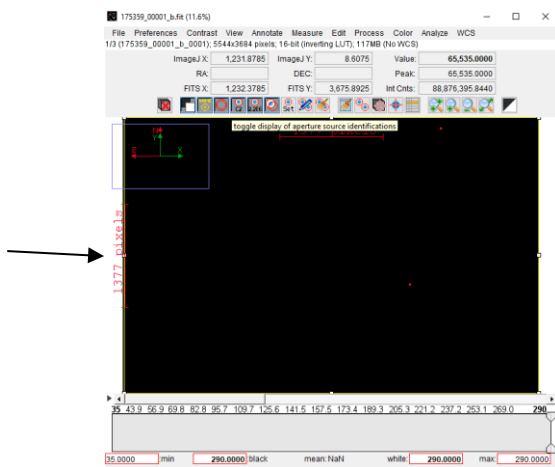 175359_00001_b.fit (11.6%)
File Preferences Contrast View Annotate Measure Edit Process Color Analyze WCS
1/3 (175359_00001_b_0001); 5544x3684 pixels; 16-bit (inverting LUT); 117MB (No WCS)
ImageJ X: 1,231.8785 ImageJ Y: 8.6075 Value: 65,535.0000
RA: DEC: Peak: 65,535.0000
FITS X: 1,232.3785 FITS Y: 3,675.8925 Int Cnts: 88,876,395.8440
toggle display of aperture source identifications
N
Y
E X
1377 pixels
35 43.9 56.9 69.8 82.8 95.7 109.7 125.6 141.5 157.5 173.4 189.3 205.3 221.2 237.2 253.1 269.0 290
35.0000 :min 290.0000 :black mean: NaN white: 290.0000 max: 290.0000